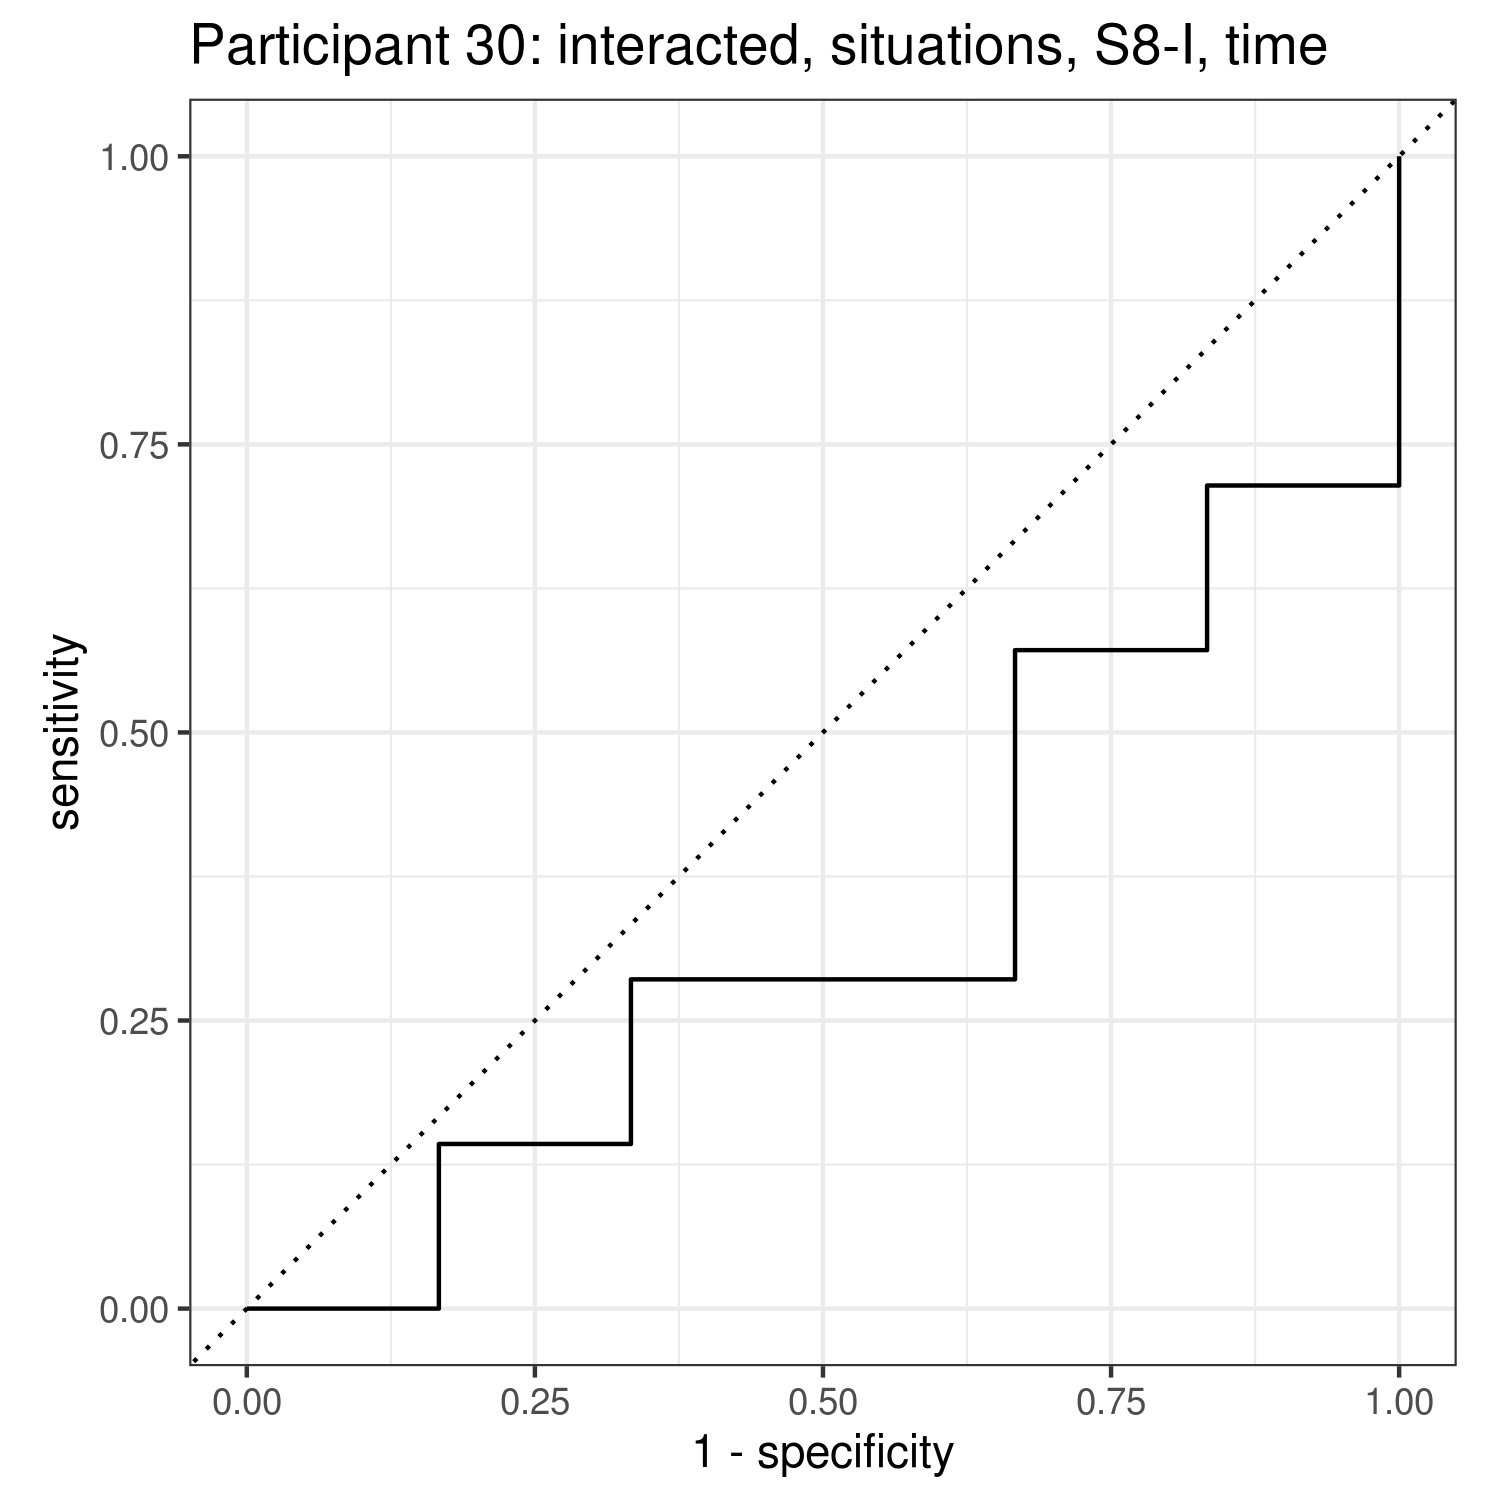 Participant 30: interacted, situations, S8-I, time
1.00
0.75
0.50
0.25
0.00
sensitivity
0.00 0.25 0.50 0.75 1.00
1 - specificity